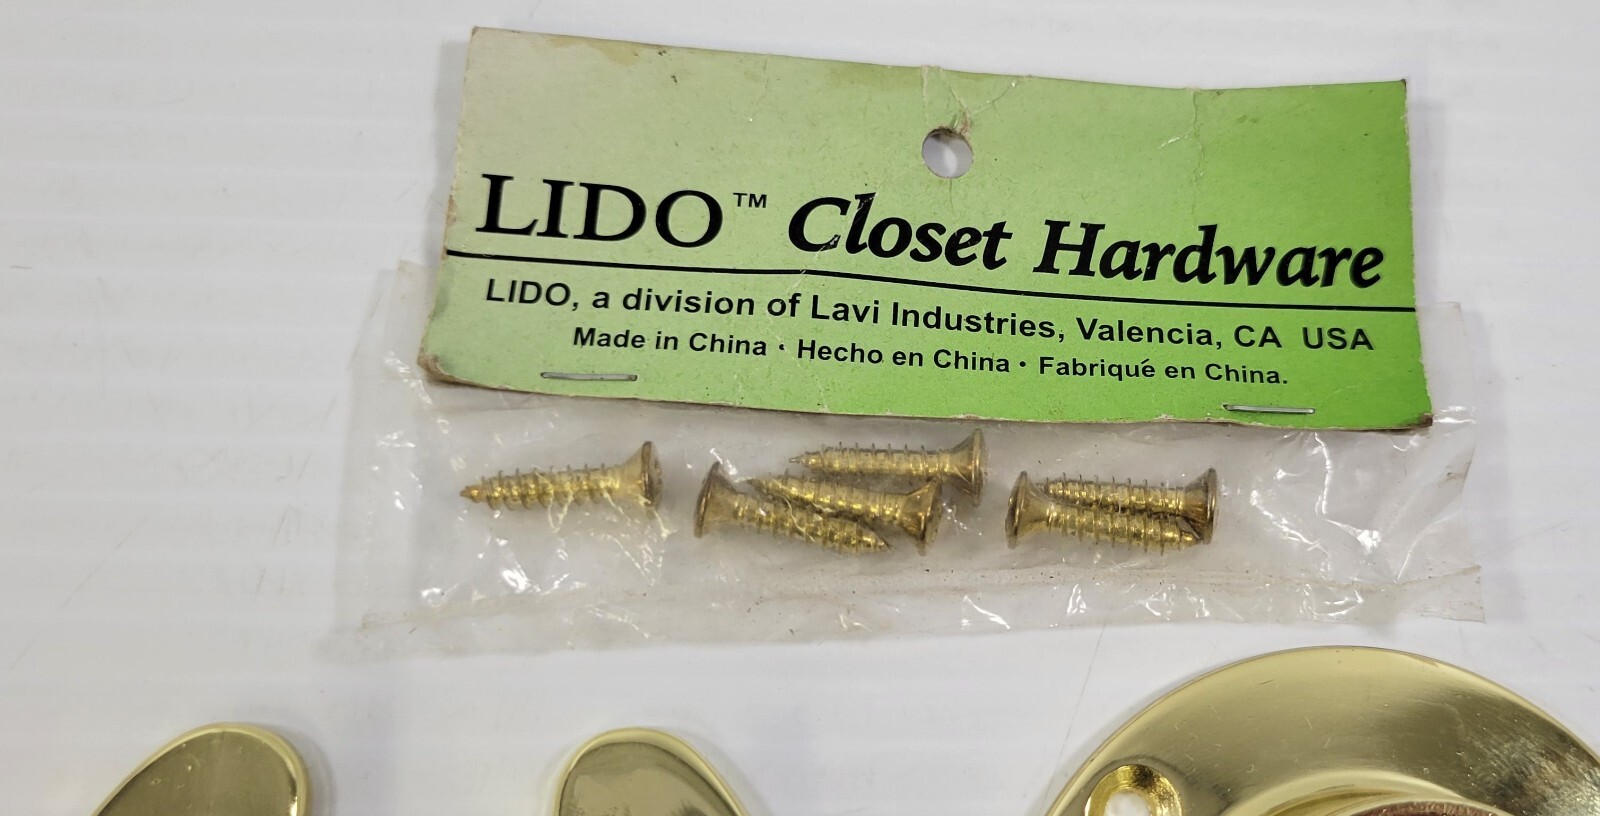 LIDO™ Closet Hardware
LIDO, a division of Lavi Industries, Valencia, CA USA
Made in China · Hecho en China · Fabriqué en China.